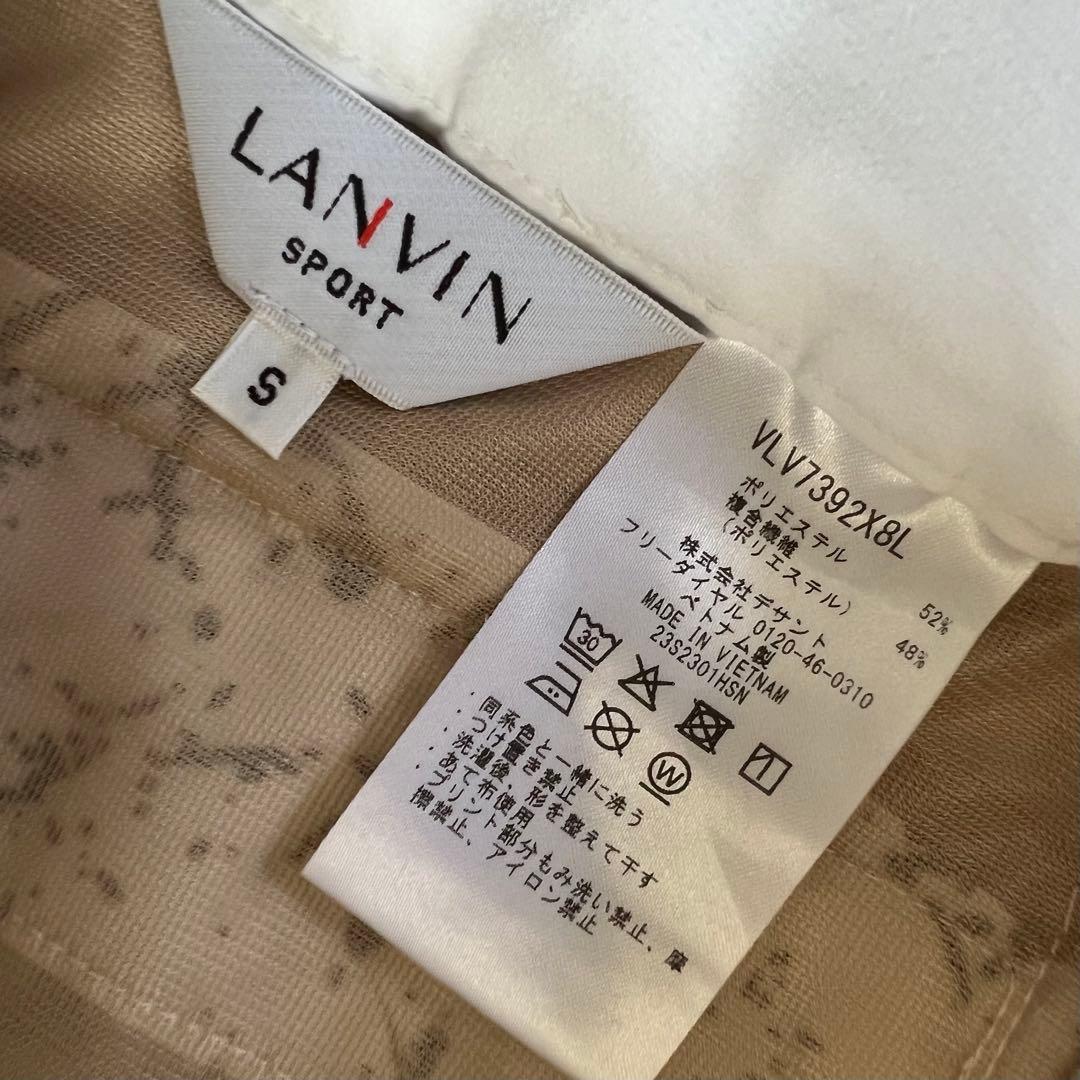 LANVIN
SPORT
S
VLV7392X8L
ポリエステル 52%
複合繊維
(ポリエステル) 48%
株式会社デサント
フリーダイヤル 0120-46-0310
ベトナム製
MADE IN VIETNAM
23S2301HSN
30
W
・同系色と一緒に洗う
・つけ置き禁止
・洗濯後、形を整えて干す
・あて布使用
・プリント部分もみ洗い禁止、摩
擦禁止、アイロン禁止